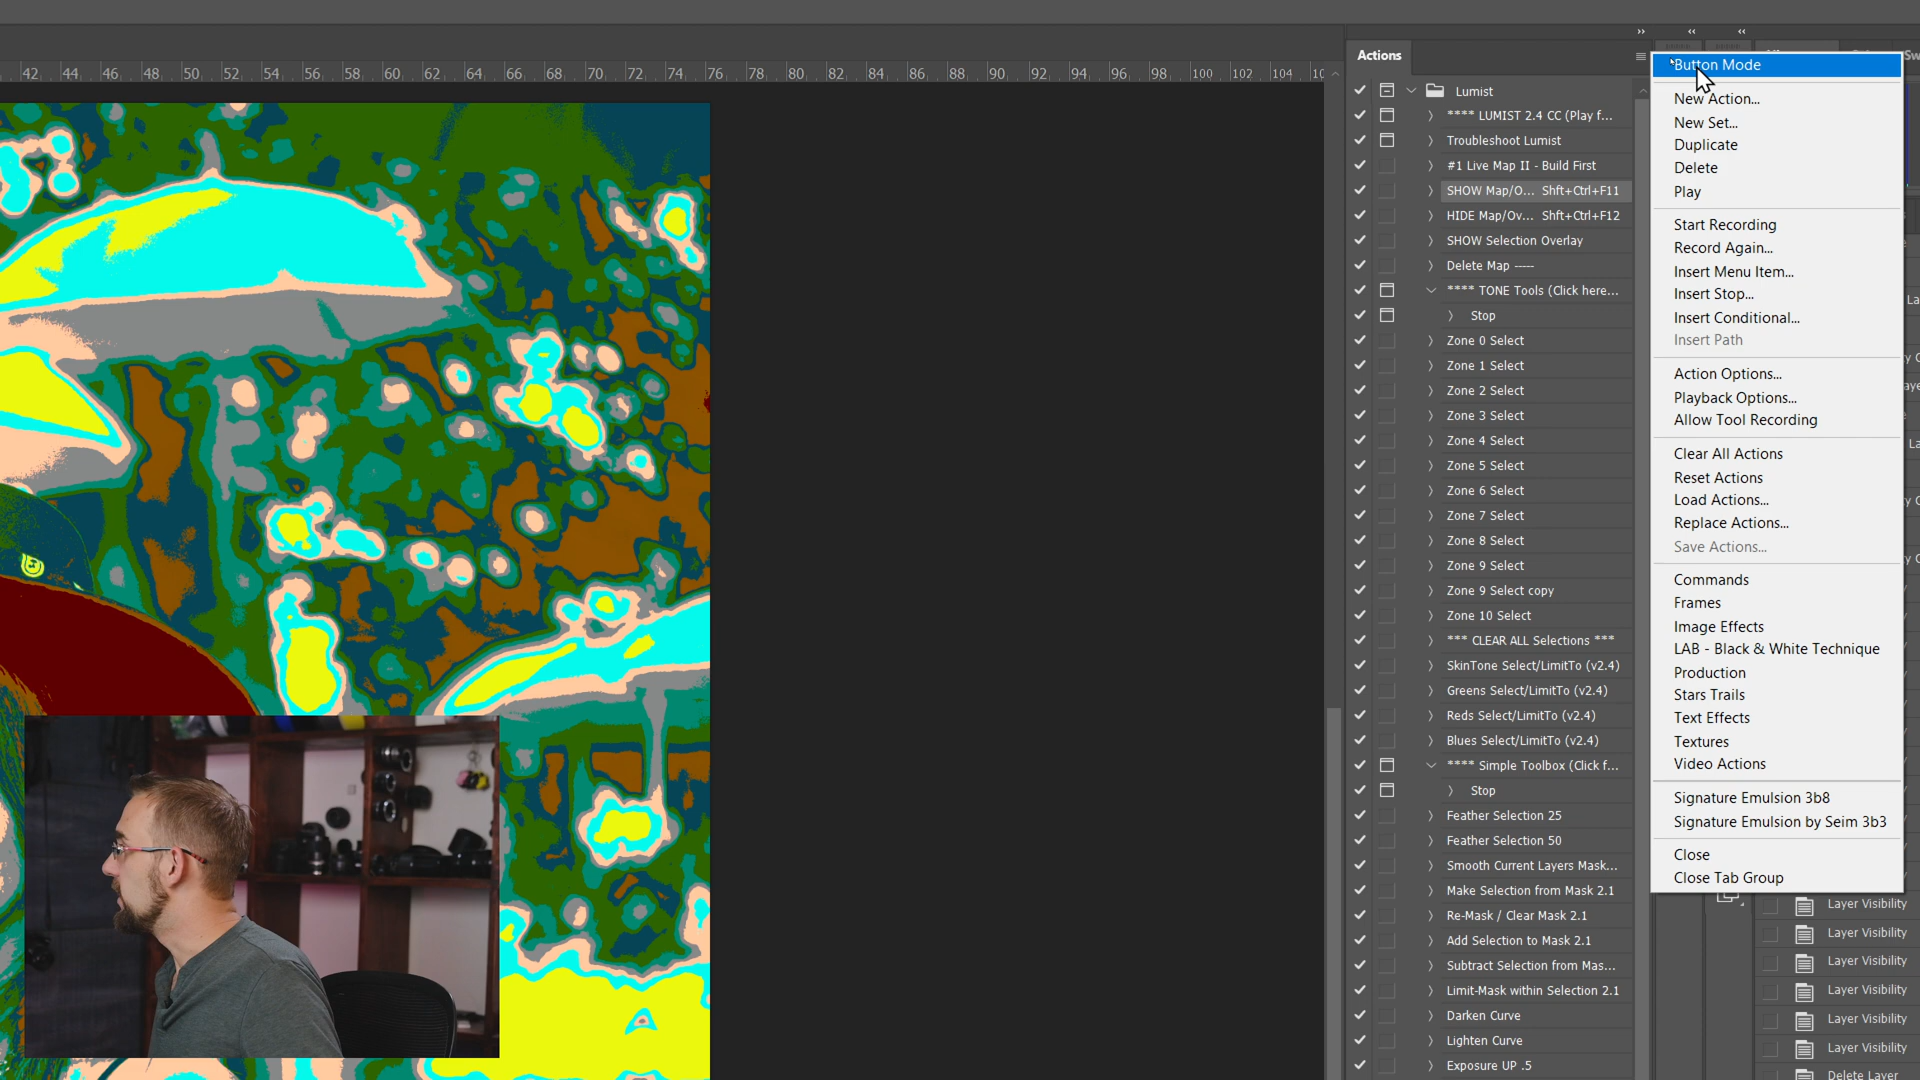 42 44 46 48 50 52 54 56 58 60 62 64 66 68 70 72 74 76 78 80 82 84 86 88 90 92 94 96 98 100 102 104
Actions
Lumist
**** LUMIST 2.4 CC (Play f...
Troubleshoot Lumist
#1 Live Map II - Build First
SHOW Map/O... Shft+Ctrl+F11
HIDE Map/Ov... Shft+Ctrl+F12
SHOW Selection Overlay
Delete Map -----
**** TONE Tools (Click here...
Stop
Zone 0 Select
Zone 1 Select
Zone 2 Select
Zone 3 Select
Zone 4 Select
Zone 5 Select
Zone 6 Select
Zone 7 Select
Zone 8 Select
Zone 9 Select
Zone 9 Select copy
Zone 10 Select
*** CLEAR ALL Selections ***
SkinTone Select/LimitTo (v2.4)
Greens Select/LimitTo (v2.4)
Reds Select/LimitTo (v2.4)
Blues Select/LimitTo (v2.4)
**** Simple Toolbox (Click f...
Stop
Feather Selection 25
Feather Selection 50
Smooth Current Layers Mask...
Make Selection from Mask 2.1
Re-Mask / Clear Mask 2.1
Add Selection to Mask 2.1
Subtract Selection from Mas...
Limit-Mask within Selection 2.1
Darken Curve
Lighten Curve
Exposure UP .5
Button Mode
New Action...
New Set...
Duplicate
Delete
Play
Start Recording
Record Again...
Insert Menu Item...
Insert Stop...
Insert Conditional...
Insert Path
Action Options...
Playback Options...
Allow Tool Recording
Clear All Actions
Reset Actions
Load Actions...
Replace Actions...
Save Actions...
Commands
Frames
Image Effects
LAB - Black & White Technique
Production
Stars Trails
Text Effects
Textures
Video Actions
Signature Emulsion 3b8
Signature Emulsion by Seim 3b3
Close
Close Tab Group
Layer Visibility
Layer Visibility
Layer Visibility
Layer Visibility
Layer Visibility
Layer Visibility
Delete Layer